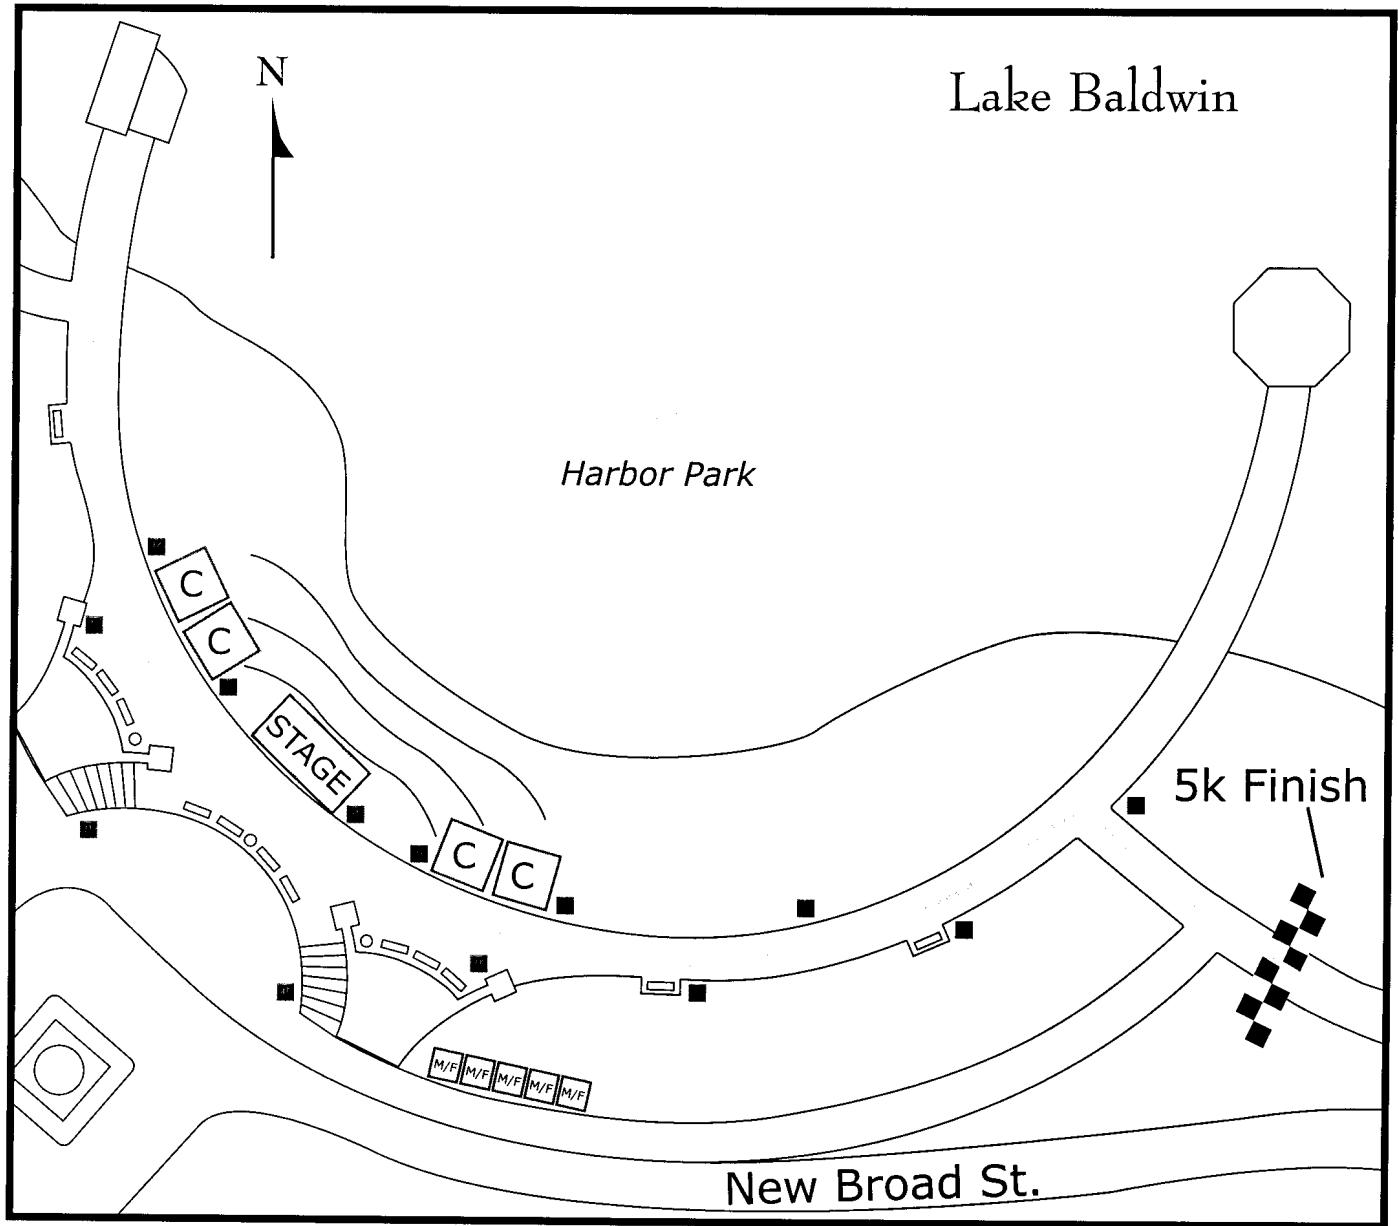 N
Lake Baldwin
Harbor Park
C
C
STAGE
5k Finish
C
C
M/F M/F M/F M/F M/F
New Broad St.